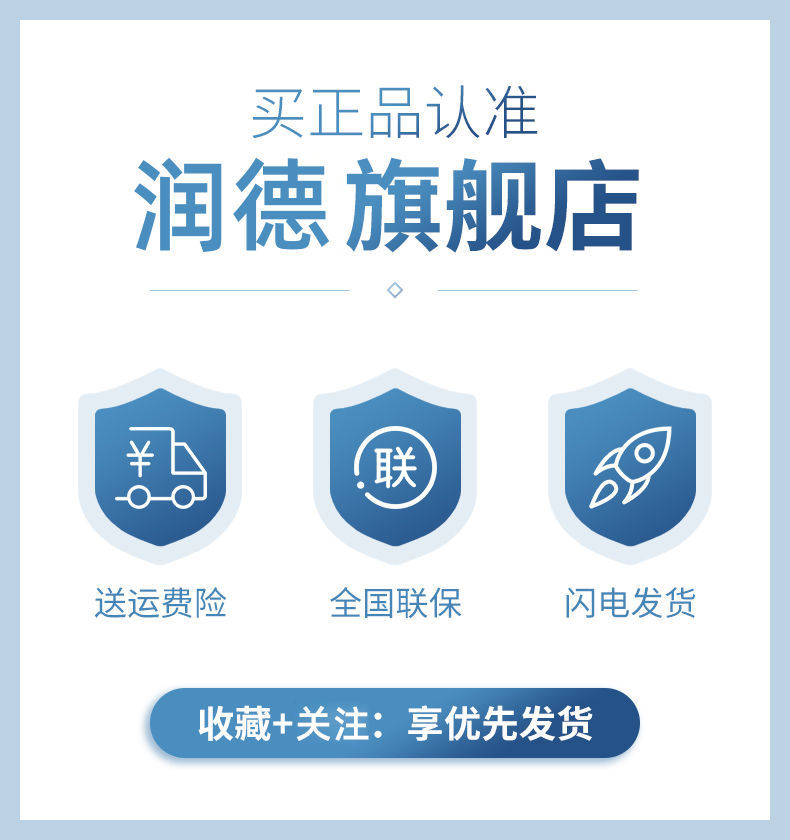 买正品认准
润德旗舰店
¥
联
送运费险
全国联保
闪电发货
收藏+关注：享优先发货